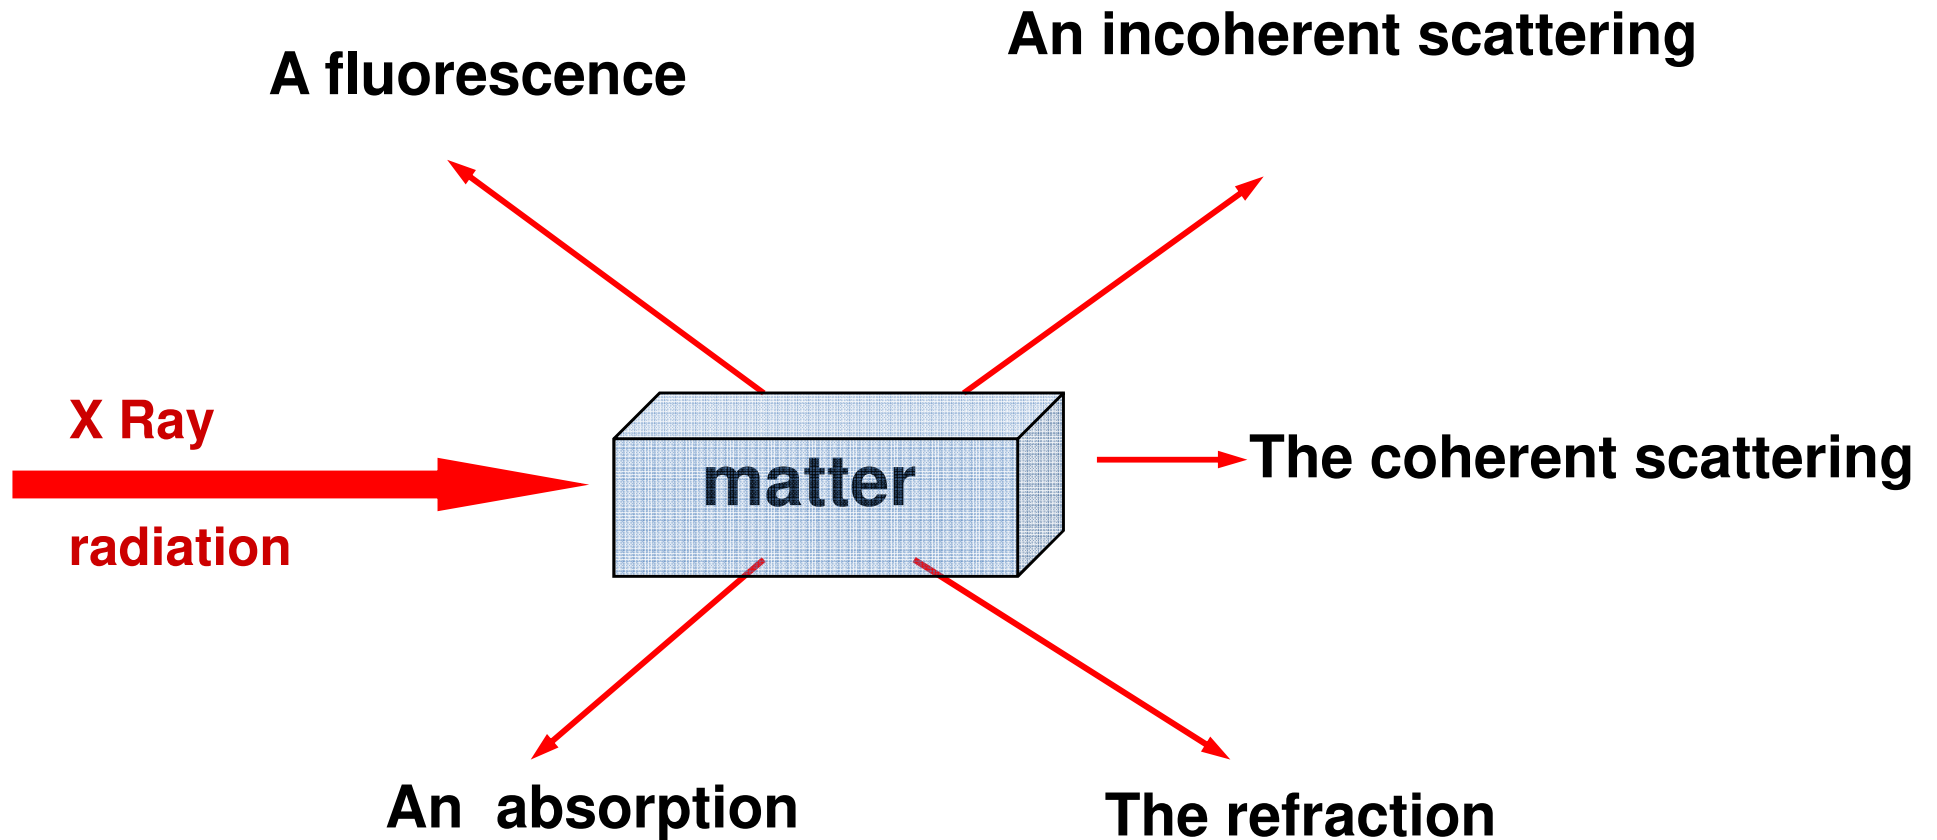 An incoherent scattering
A fluorescence
X Ray
radiation
matter
The coherent scattering
An absorption
The refraction